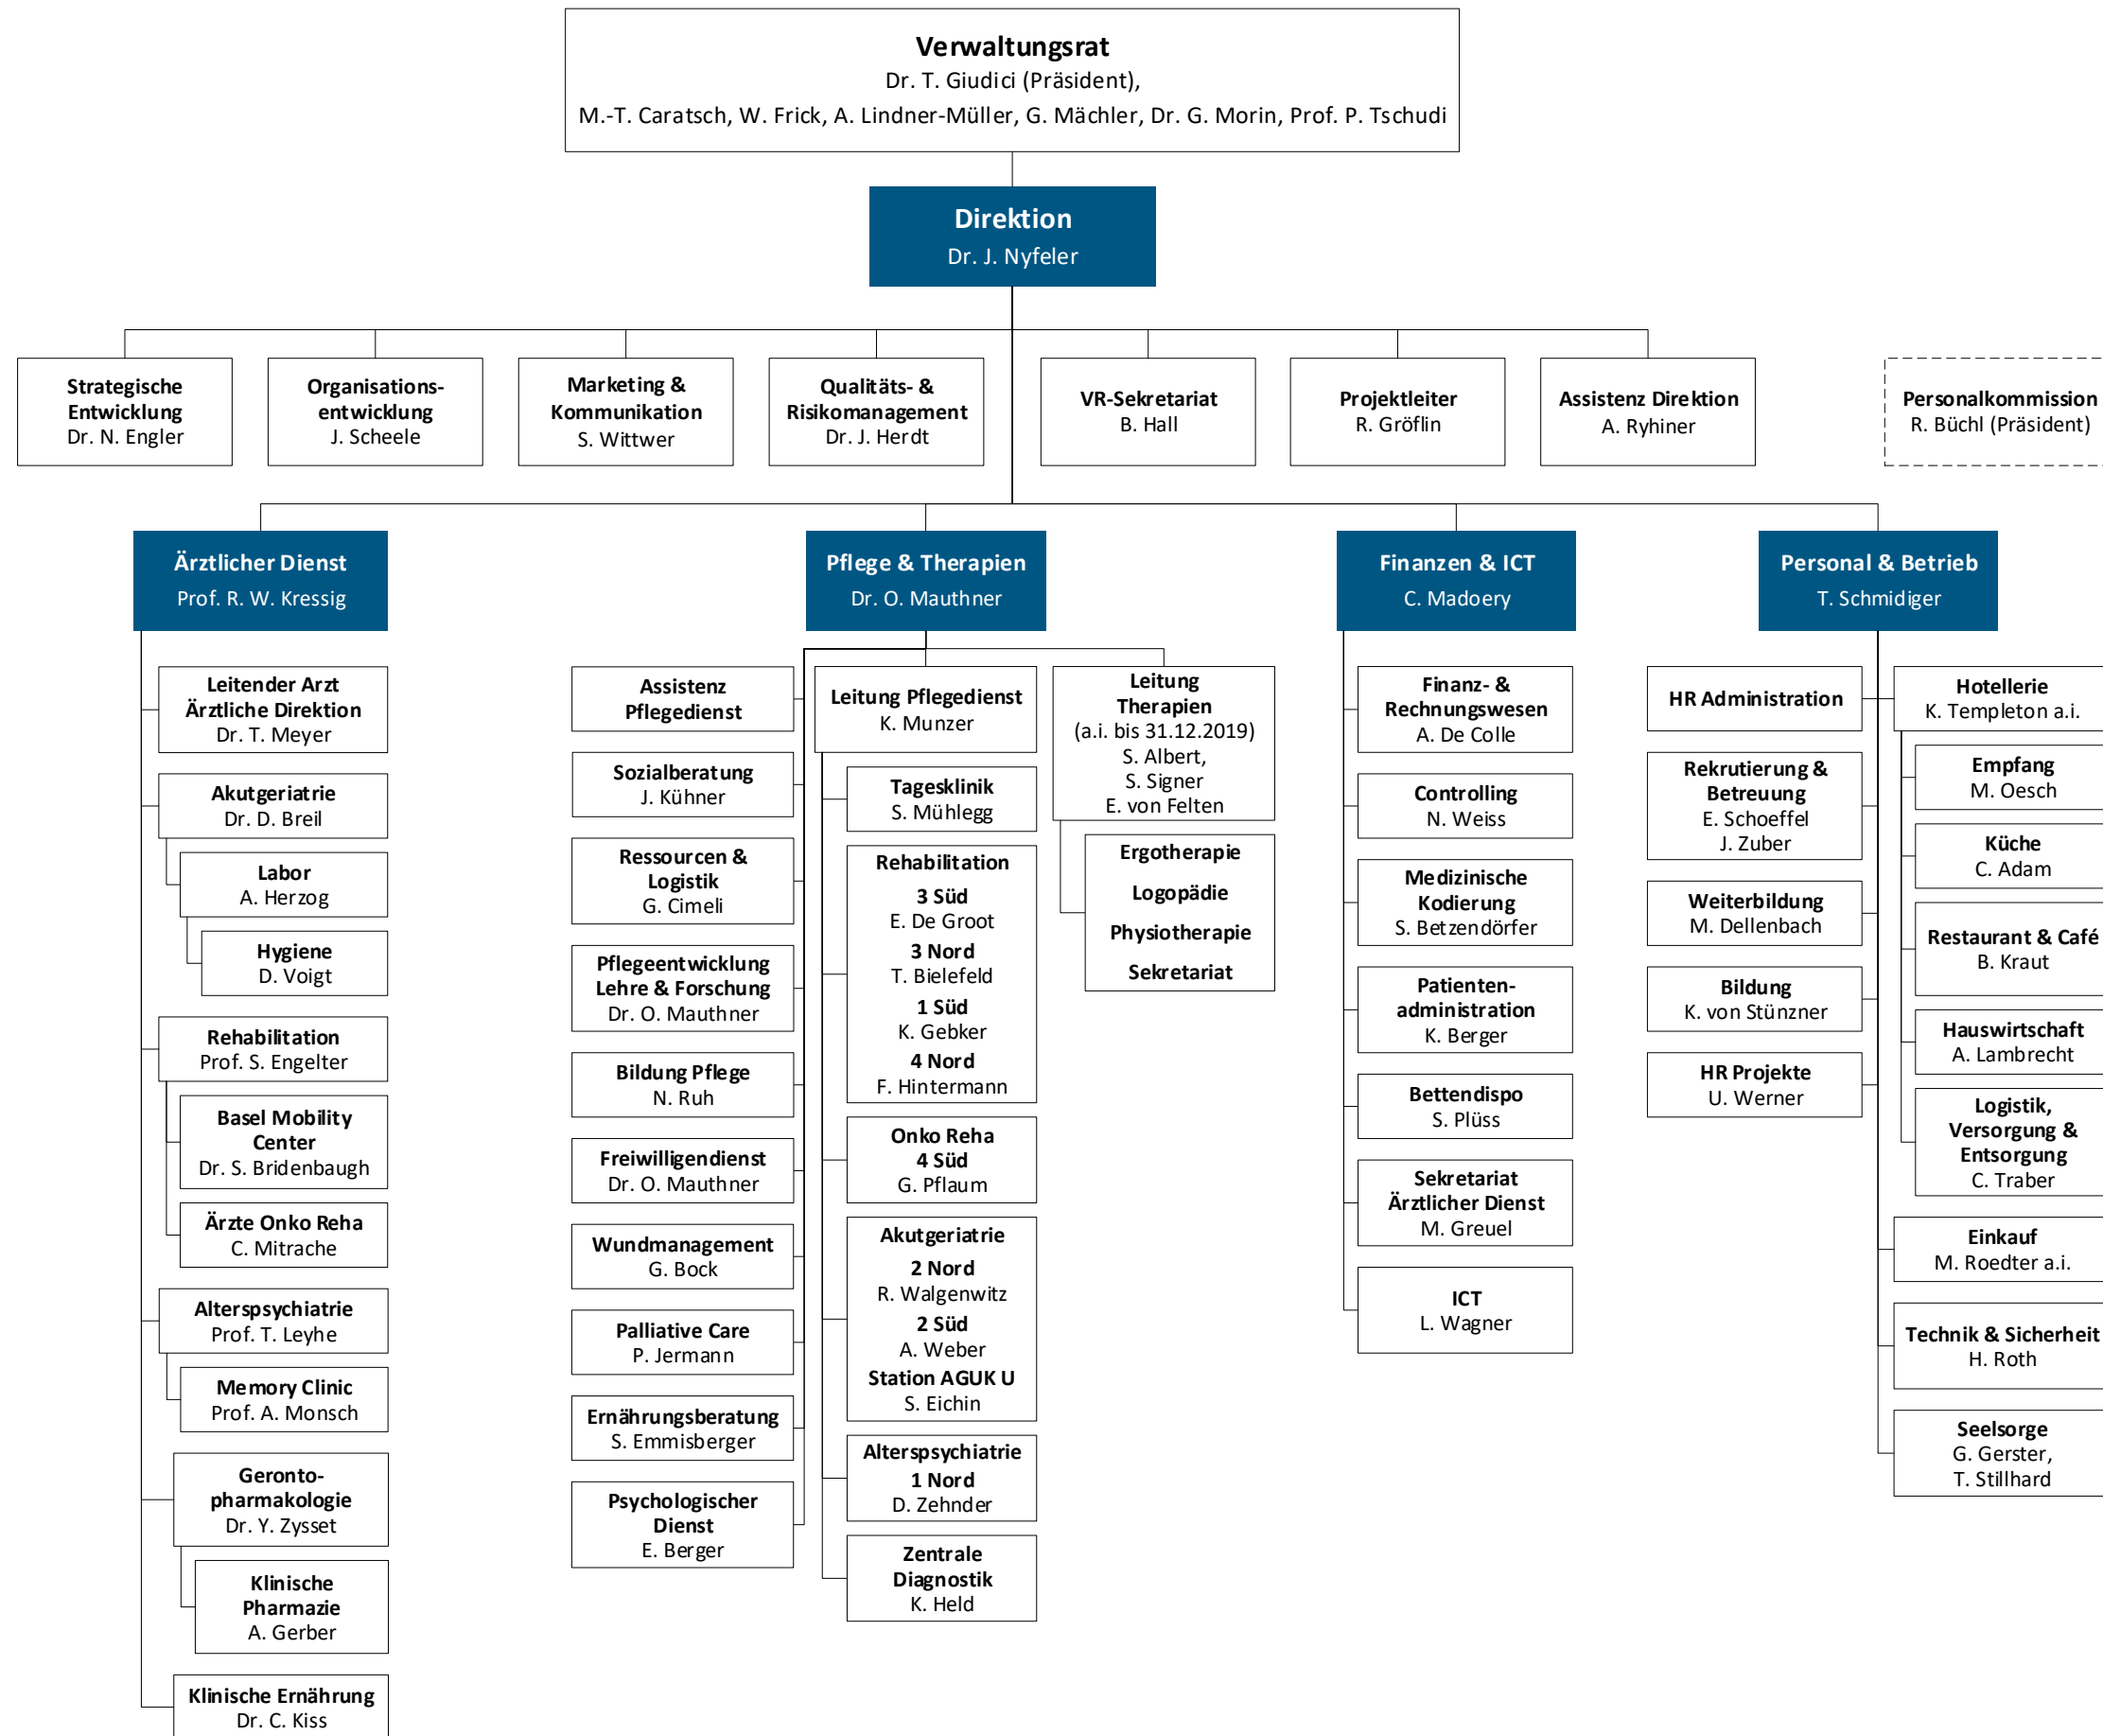 Verwaltungsrat
Dr. T. Giudici (Präsident),
M.-T. Caratsch, W. Frick, A. Lindner-Müller, G. Mächler, Dr. G. Morin, Prof. P. Tschudi
Direktion
Dr. J. Nyfeler
Strategische
Entwicklung
Dr. N. Engler
Organisations-
entwicklung
J. Scheele
Marketing &
Kommunikation
S. Wittwer
Qualitäts- &
Risikomanagement
Dr. J. Herdt
VR-Sekretariat
B. Hall
Projektleiter
R. Gröflin
Assistenz Direktion
A. Ryhiner
Personalkommission
R. Büchl (Präsident)
Ärztlicher Dienst
Prof. R. W. Kressig
Leitender Arzt
Ärztliche Direktion
Dr. T. Meyer
Akutgeriatrie
Dr. D. Breil
Labor
A. Herzog
Hygiene
D. Voigt
Rehabilitation
Prof. S. Engelter
Basel Mobility
Center
Dr. S. Bridenbaugh
Ärzte Onko Reha
C. Mitrache
Alterspsychiatrie
Prof. T. Leyhe
Memory Clinic
Prof. A. Monsch
Geronto-
pharmakologie
Dr. Y. Zysset
Klinische
Pharmazie
A. Gerber
Klinische Ernährung
Dr. C. Kiss
Pflege & Therapien
Dr. O. Mauthner
Assistenz
Pflegedienst
Sozialberatung
J. Kühner
Ressourcen &
Logistik
G. Cimeli
Pflegeentwicklung
Lehre & Forschung
Dr. O. Mauthner
Bildung Pflege
N. Ruh
Freiwilligendienst
Dr. O. Mauthner
Wundmanagement
G. Bock
Palliative Care
P. Jermann
Ernährungsberatung
S. Emmisberger
Psychologischer
Dienst
E. Berger
Leitung Pflegedienst
K. Munzer
Tagesklinik
S. Mühlegg
Rehabilitation
3 Süd
E. De Groot
3 Nord
T. Bielefeld
1 Süd
K. Gebker
4 Nord
F. Hintermann
Onko Reha
4 Süd
G. Pflaum
Akutgeriatrie
2 Nord
R. Walgenwitz
2 Süd
A. Weber
Station AGUK U
S. Eichin
Alterspsychiatrie
1 Nord
D. Zehnder
Zentrale
Diagnostik
K. Held
Leitung
Therapien
(a.i. bis 31.12.2019)
S. Albert,
S. Signer
E. von Felten
Ergotherapie
Logopädie
Physiotherapie
Sekretariat
Finanzen & ICT
C. Madoery
Finanz- &
Rechnungswesen
A. De Colle
Controlling
N. Weiss
Medizinische
Kodierung
S. Betzendörfer
Patienten-
administration
K. Berger
Bettendispo
S. Plüss
Sekretariat
Ärztlicher Dienst
M. Greuel
ICT
L. Wagner
Personal & Betrieb
T. Schmidiger
HR Administration
Rekrutierung &
Betreuung
E. Schoeffel
J. Zuber
Weiterbildung
M. Dellenbach
Bildung
K. von Stünzner
HR Projekte
U. Werner
Hotellerie
K. Templeton a.i.
Empfang
M. Oesch
Küche
C. Adam
Restaurant & Café
B. Kraut
Hauswirtschaft
A. Lambrecht
Logistik,
Versorgung &
Entsorgung
C. Traber
Einkauf
M. Roedter a.i.
Technik & Sicherheit
H. Roth
Seelsorge
G. Gerster,
T. Stillhard